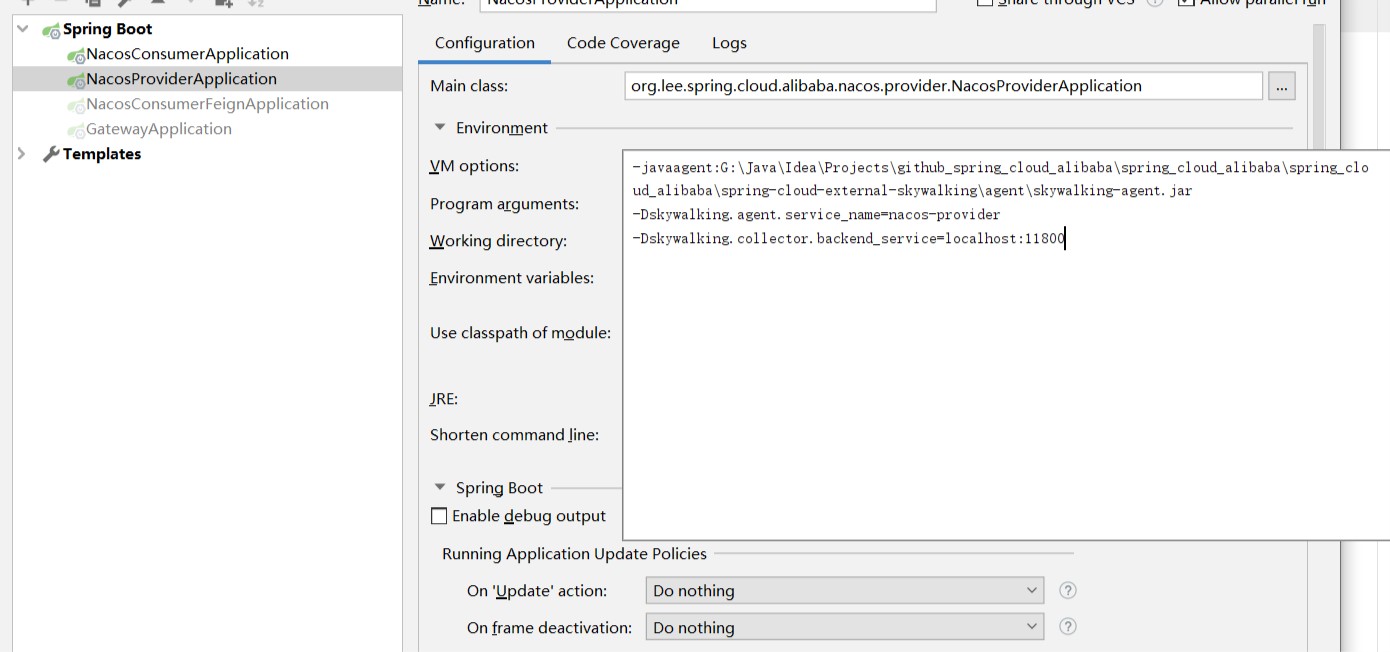 Name: NacosProviderApplication
Share through VCS
Allow parallel run
Spring Boot
NacosConsumerApplication
NacosProviderApplication
NacosConsumerFeignApplication
GatewayApplication
Templates
Configuration Code Coverage Logs
Main class: org.lee.spring.cloud.alibaba.nacos.provider.NacosProviderApplication ...
Environment
VM options:
-javaagent:G:\Java\Idea\Projects\github_spring_cloud_alibaba\spring_cloud_alibaba\spring_clo
ud_alibaba\spring-cloud-external-skywalking\agent\skywalking-agent.jar
-Dskywalking.agent.service_name=nacos-provider
-Dskywalking.collector.backend_service=localhost:11800
Program arguments:
Working directory:
Environment variables:
Use classpath of module:
JRE:
Shorten command line:
Spring Boot
Enable debug output
Running Application Update Policies
On 'Update' action: Do nothing ?
On frame deactivation: Do nothing ?